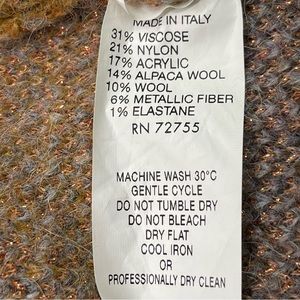 MADE IN ITALY
31% VISCOSE
21% NYLON
17% ACRYLIC
14% ALPACA WOOL
10% WOOL
6% METALLIC FIBER
1% ELASTANE
RN 72755
MACHINE WASH 30°C
GENTLE CYCLE
DO NOT TUMBLE DRY
DO NOT BLEACH
DRY FLAT
COOL IRON
OR
PROFESSIONALLY DRY CLEAN